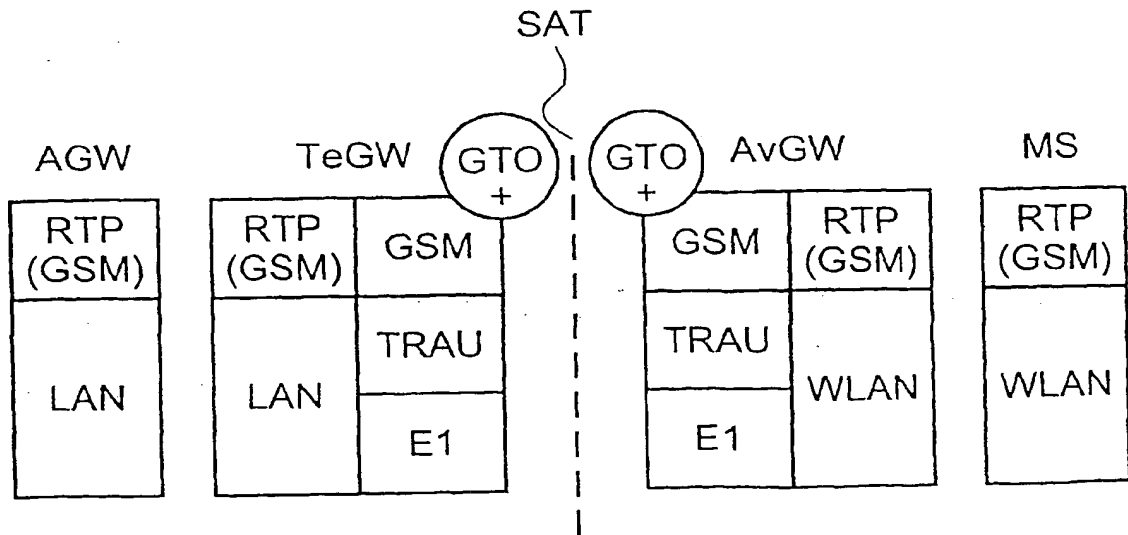 SAT
AGW
TeGW
GTO
+
GTO
+
AvGW
MS
RTP
(GSM)
LAN
RTP
(GSM)
LAN
GSM
TRAU
E1
GSM
TRAU
E1
RTP
(GSM)
WLAN
RTP
(GSM)
WLAN